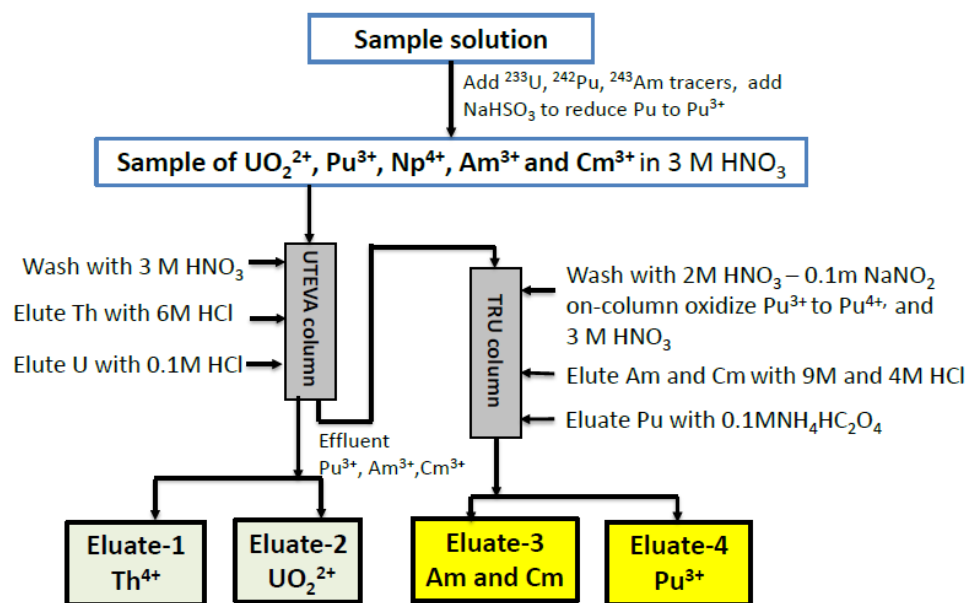 Sample solution
Add ²³³U, ²⁴²Pu, ²⁴³Am tracers, add
NaHSO₃ to reduce Pu to Pu³⁺
Sample of UO₂²⁺, Pu³⁺, Np⁴⁺, Am³⁺ and Cm³⁺ in 3 M HNO₃
Wash with 3 M HNO₃
Elute Th with 6M HCl
Elute U with 0.1M HCl
UTEVA column
Effluent
Pu³⁺, Am³⁺,Cm³⁺
TRU column
Wash with 2M HNO₃ – 0.1m NaNO₂
on-column oxidize Pu³⁺ to Pu⁴⁺, and
3 M HNO₃
Elute Am and Cm with 9M and 4M HCl
Eluate Pu with 0.1MNH₄HC₂O₄
Eluate-1
Th⁴⁺
Eluate-2
UO₂²⁺
Eluate-3
Am and Cm
Eluate-4
Pu³⁺